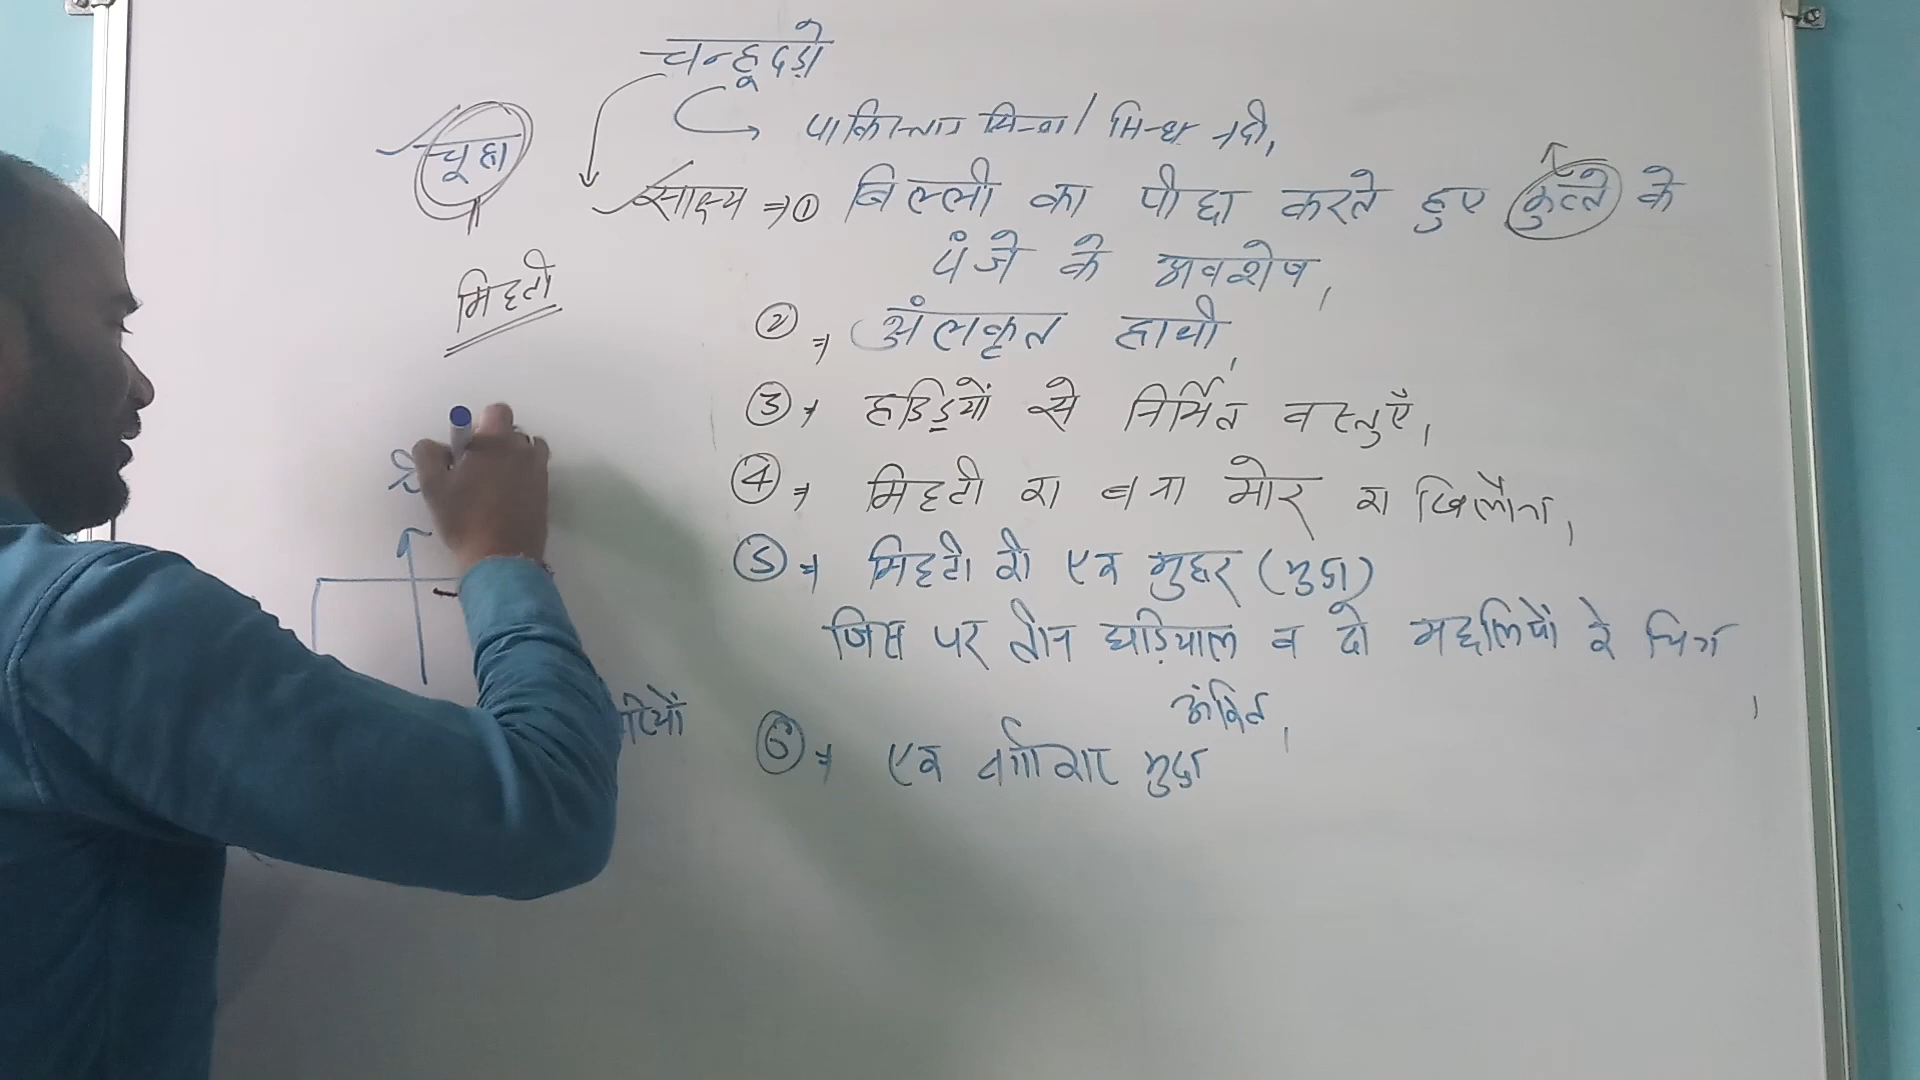 चन्हूदड़ो
पाकिस्तान सिन्ध / सिन्ध नदी,
चूहा
साक्ष्य ⇒ ① बिल्ली का पीछा करते हुए कुत्ते के
पंजे के अवशेष,
मिट्टी
② ⇒ अंलकृत हाथी,
③ ⇒ हड्डियों से निर्मित वस्तुएँ,
④ ⇒ मिट्टी का बना मोर का खिलौना,
⑤ ⇒ मिट्टी की एक मुहर (मुद्रा)
जिस पर तीन घड़ियाल व दो मछलियों के चित्र
अंकित,
⑥ ⇒ एक वर्गाकार मुद्रा